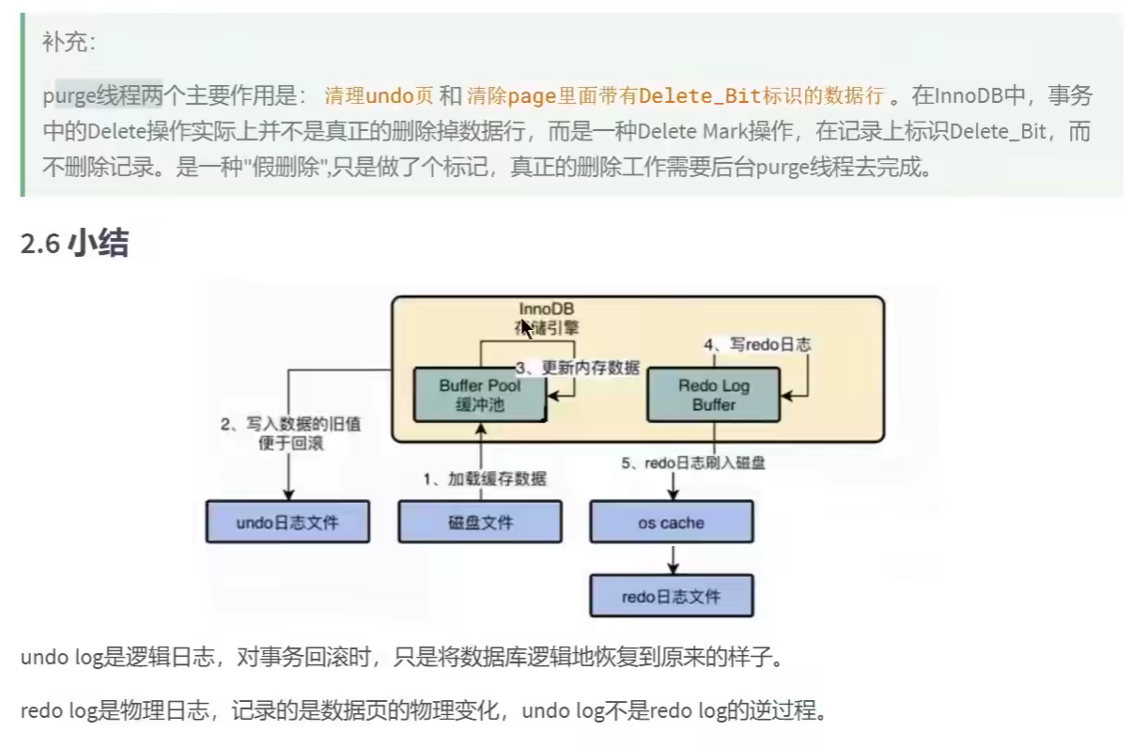 补充：
purge线程两个主要作用是： 清理undo页 和 清除page里面带有Delete_Bit标识的数据行 。在InnoDB中，事务
中的Delete操作实际上并不是真正的删除掉数据行，而是一种Delete Mark操作，在记录上标识Delete_Bit，而
不删除记录。是一种"假删除",只是做了个标记，真正的删除工作需要后台purge线程去完成。
2.6 小结
InnoDB
存储引擎
4、写redo日志
3、更新内存数据
Buffer Pool
缓冲池
Redo Log
Buffer
2、写入数据的旧值
便于回滚
5、redo日志刷入磁盘
1、加载缓存数据
undo日志文件
磁盘文件
os cache
redo日志文件
undo log是逻辑日志，对事务回滚时，只是将数据库逻辑地恢复到原来的样子。
redo log是物理日志，记录的是数据页的物理变化，undo log不是redo log的逆过程。